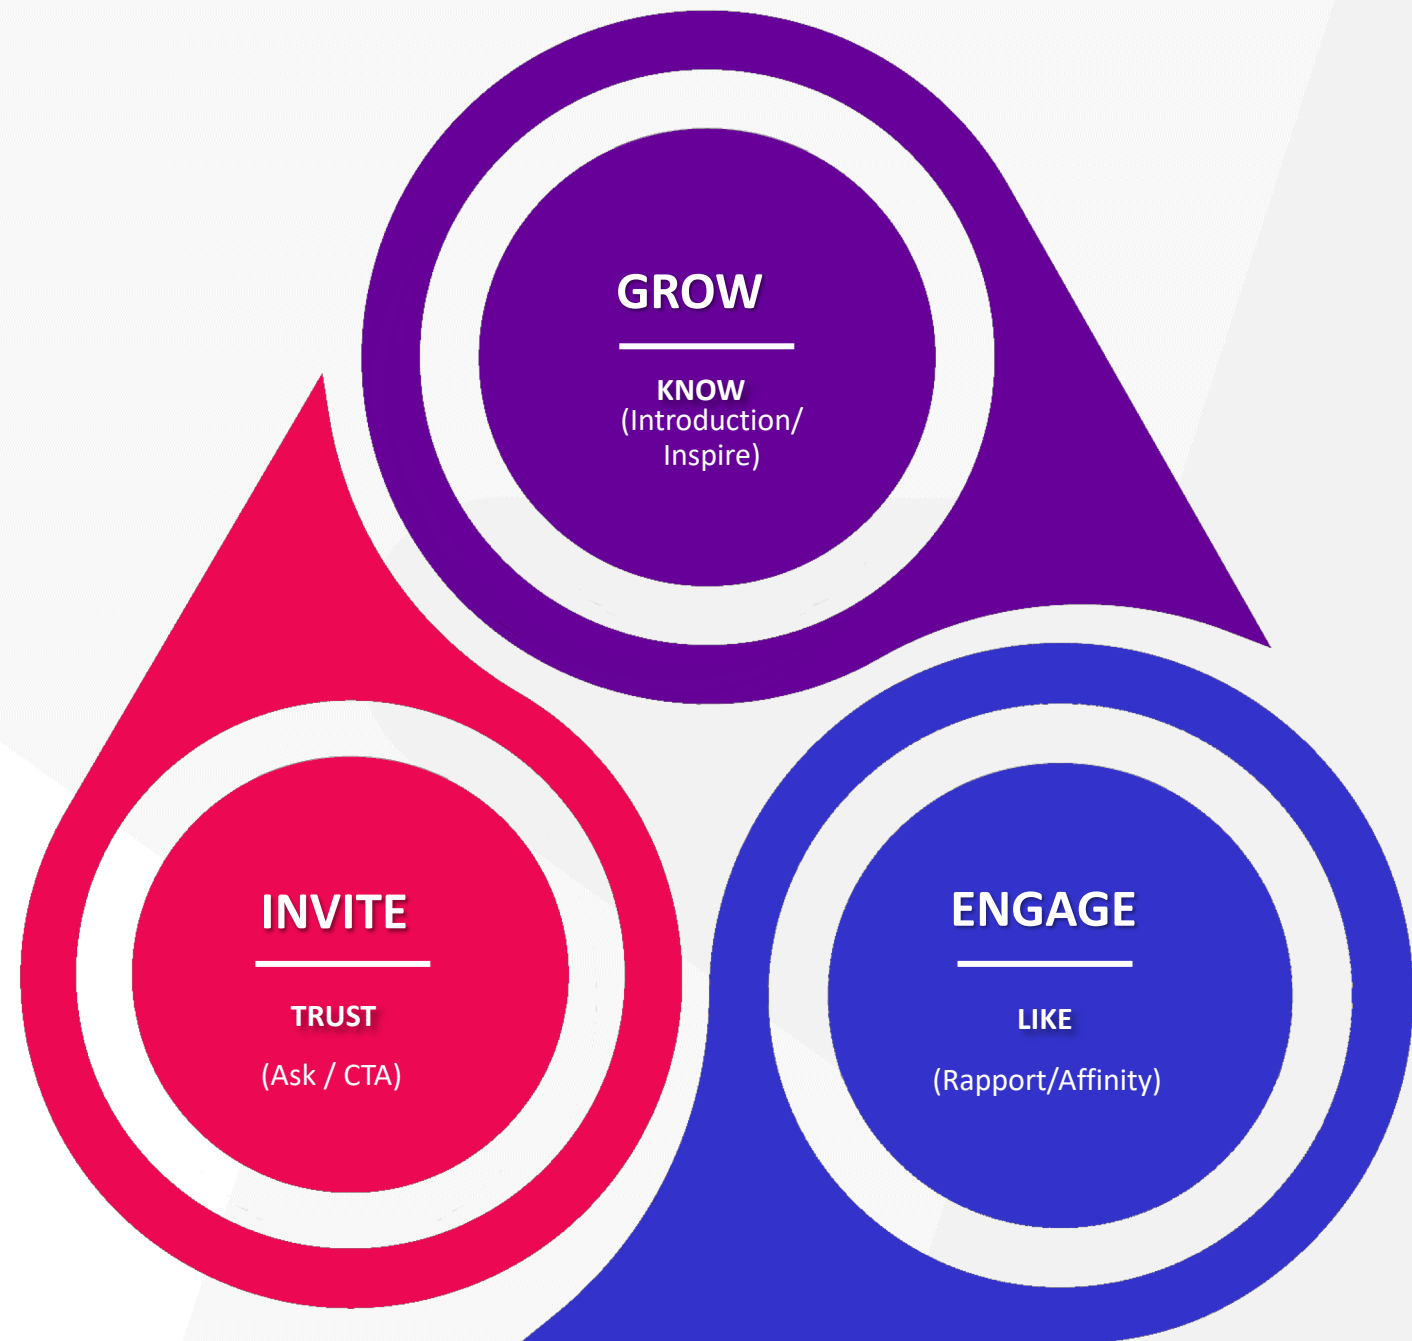 GROW
KNOW
(Introduction/
Inspire)
INVITE
TRUST
(Ask / CTA)
ENGAGE
LIKE
(Rapport/Affinity)